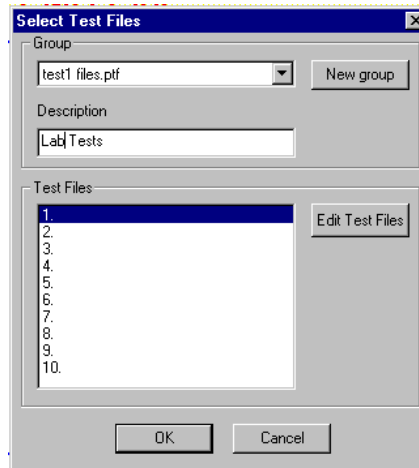 Select Test Files
Group
test1 files.ptf
New group
Description
Lab Tests
Test Files
1.
Edit Test Files
2.
3.
4.
5.
6.
7.
8.
9.
10.
OK
Cancel